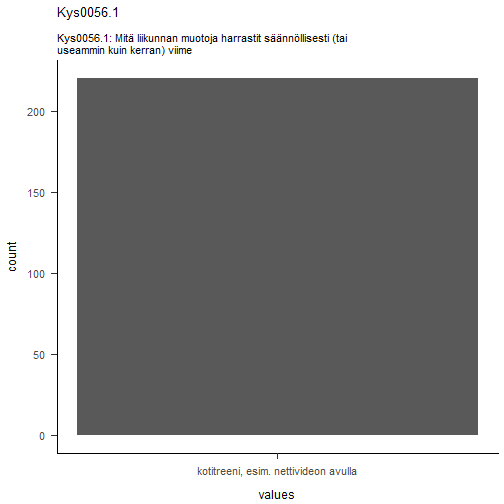 Kys0056.1
Kys0056.1: Mitä liikunnan muotoja harrastit säännöllisesti (tai
useammin kuin kerran) viime
200
150
100
50
0
count
kotitreeni, esim. nettivideon avulla
values